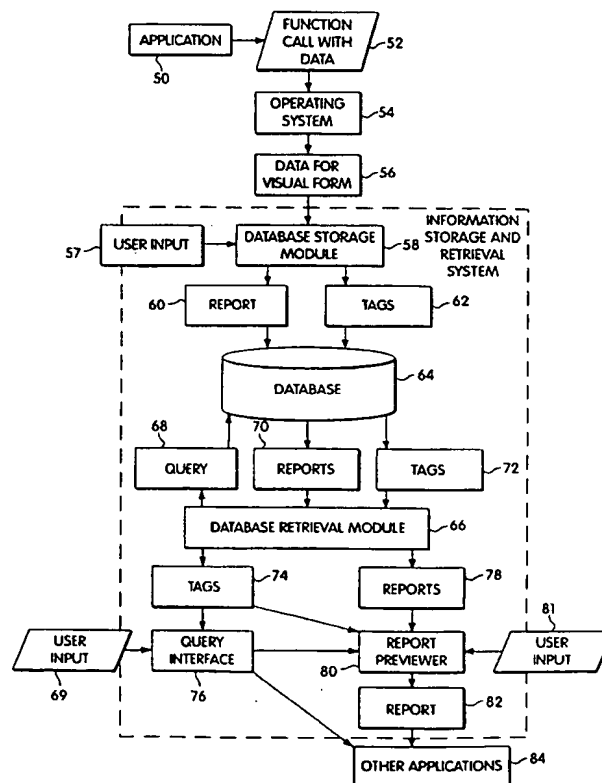 APPLICATION
50
FUNCTION
CALL WITH
DATA
52
OPERATING
SYSTEM
54
DATA FOR
VISUAL FORM
56
INFORMATION
STORAGE AND
RETRIEVAL
SYSTEM
USER INPUT
57
DATABASE STORAGE
MODULE
58
60
REPORT
TAGS
62
DATABASE
64
68
QUERY
70
REPORTS
TAGS
72
DATABASE RETRIEVAL MODULE
66
TAGS
74
REPORTS
78
81
USER
INPUT
69
QUERY
INTERFACE
76
REPORT
PREVIEWER
80
USER
INPUT
REPORT
82
OTHER APPLICATIONS
84